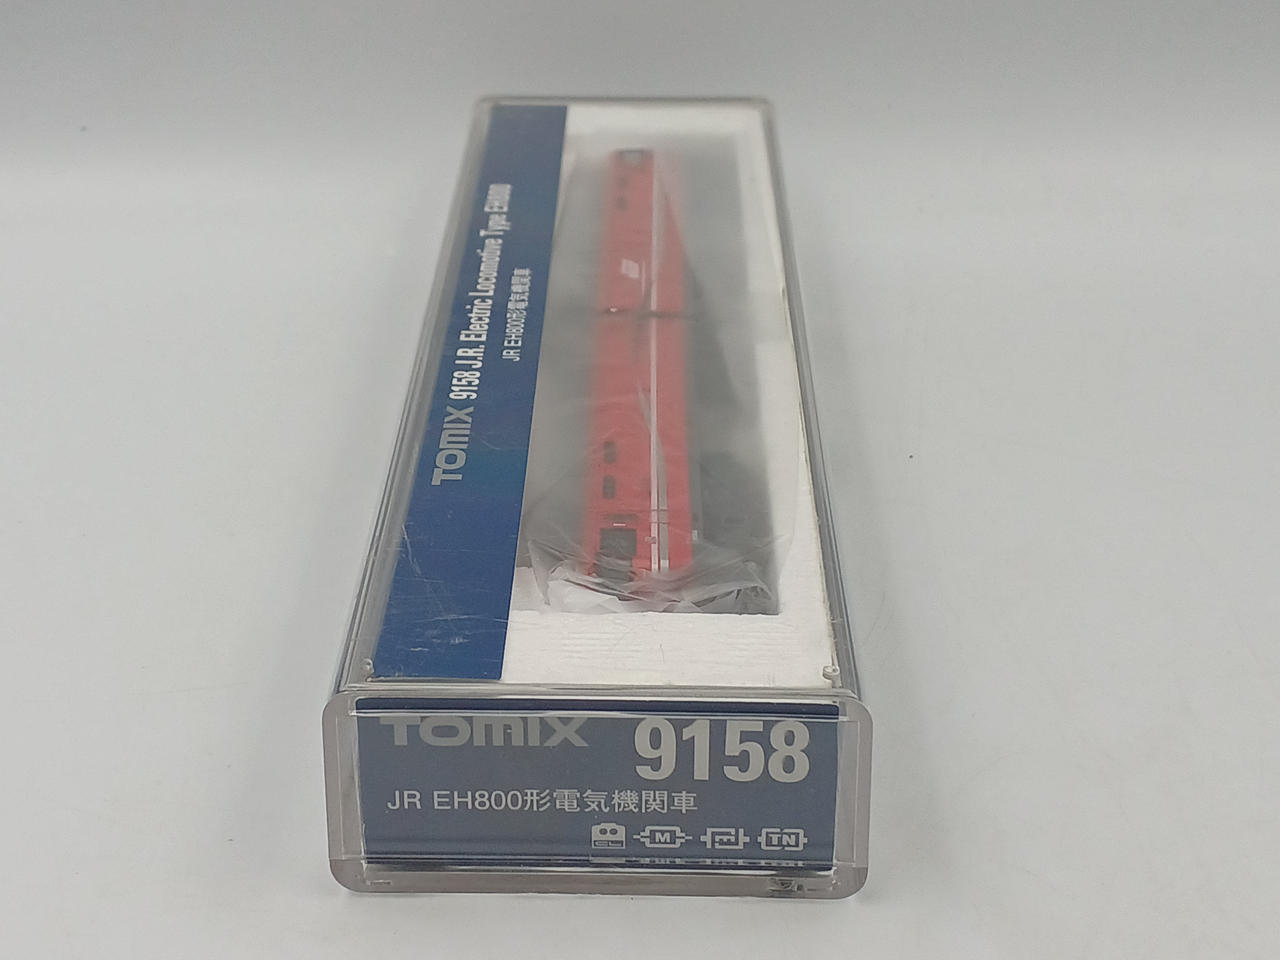 TOMIX 9158 J.R. Electric Locomotive Type EH800
JR EH800形電気機関車
TOMIX 9158
JR EH800形電気機関車
CL M TN